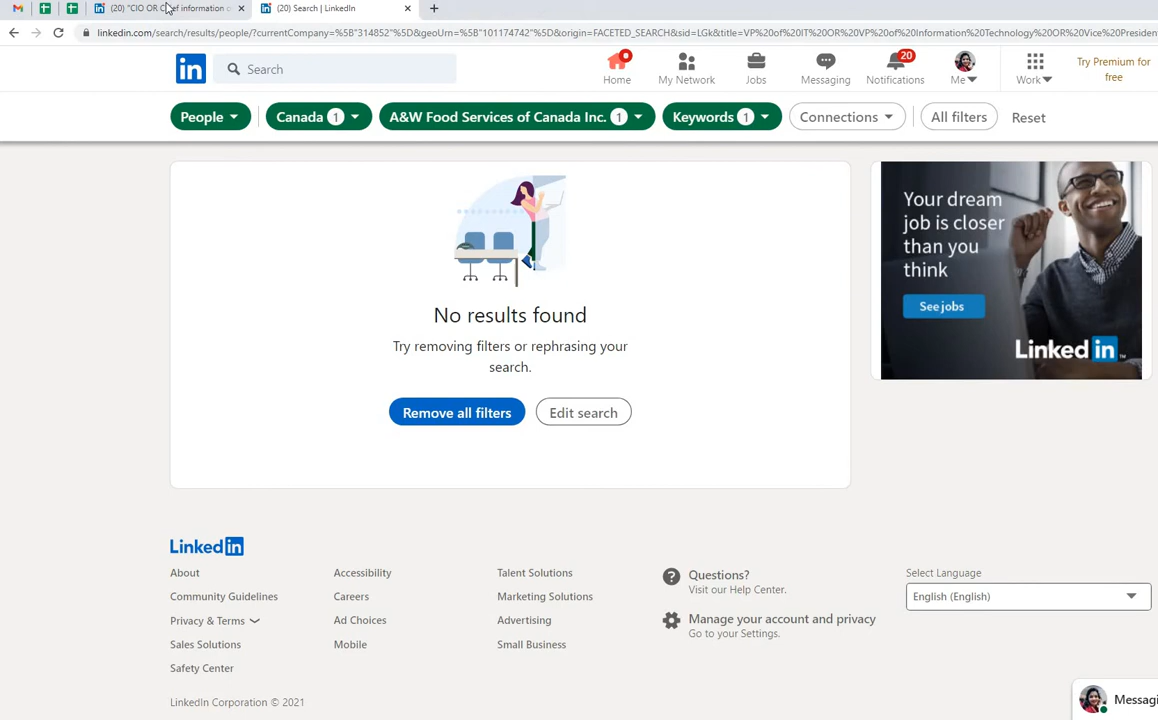 (20) "CIO OR Chief information o
(20) Search | LinkedIn
linkedin.com/search/results/people/?currentCompany=%5B"314852"%5D&geoUrn=%5B"101174742"%5D&origin=FACETED_SEARCH&sid=LGk&title=VP%20of%20IT%20OR%20VP%20of%20Information%20Technology%20OR%20Vice%20President
in
Search
Home
My Network
Jobs
Messaging
20
Notifications
Me
Work
Try Premium for
free
People
Canada 1
A&W Food Services of Canada Inc. 1
Keywords 1
Connections
All filters
Reset
No results found
Try removing filters or rephrasing your
search.
Remove all filters
Edit search
Your dream
job is closer
than you
think
See jobs
Linked in
Linked in
About
Accessibility
Talent Solutions
Community Guidelines
Careers
Marketing Solutions
Privacy & Terms
Ad Choices
Advertising
Sales Solutions
Mobile
Small Business
Safety Center
Questions?
Visit our Help Center.
Manage your account and privacy
Go to your Settings.
Select Language
English (English)
LinkedIn Corporation © 2021
Messagi